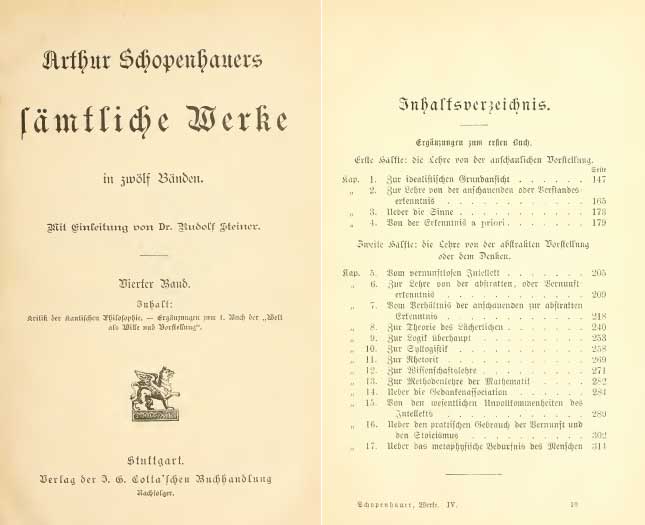 Arthur Schopenhauers
sämtliche Werke
in zwölf Bänden.
Mit Einleitung von Dr. Rudolf Steiner.
Vierter Band.
Inhalt:
Kritik der Kantischen Philosophie. — Ergänzungen zum 1. Buch der „Welt
als Wille und Vorstellung“.
Stuttgart.
Verlag der J. G. Cotta'schen Buchhandlung
Nachfolger.
Inhaltsverzeichnis.
Ergänzungen zum ersten Buch.
Erste Hälfte: die Lehre von der anschaulichen Vorstellung.
Seite
Kap. 1. Zur idealistischen Grundansicht . . . . . . 147
„ 2. Zur Lehre von der anschauenden oder Verstandes-
erkenntnis . . . . . . . . . . . 165
„ 3. Ueber die Sinne . . . . . . . . . . 173
„ 4. Von der Erkenntnis a priori . . . . . . . 179
Zweite Hälfte: die Lehre von der abstrakten Vorstellung
oder dem Denken.
Kap. 5. Vom vernunftlosen Intellekt . . . . . . . 205
„ 6. Zur Lehre von der abstrakten, oder Vernunft-
erkenntnis . . . . . . . . . . . 209
„ 7. Vom Verhältnis der anschauenden zur abstrakten
Erkenntnis . . . . . . . . . . . 218
„ 8. Zur Theorie des Lächerlichen . . . . . . . 240
„ 9. Zur Logik überhaupt . . . . . . . . . 253
„ 10. Zur Syllogistik . . . . . . . . . . 258
„ 11. Zur Rhetorik . . . . . . . . . . . 269
„ 12. Zur Wissenschaftslehre . . . . . . . . 271
„ 13. Zur Methodenlehre der Mathematik . . . . . 282
„ 14. Ueber die Gedankenassociation . . . . . . 284
„ 15. Von den wesentlichen Unvollkommenheiten des
Intellekts . . . . . . . . . . . 289
„ 16. Ueber den praktischen Gebrauch der Vernunft und
den Stoicismus . . . . . . . . . . 302
„ 17. Ueber das metaphysische Bedürfnis des Menschen 314
Schopenhauer, Werke. IV. 10